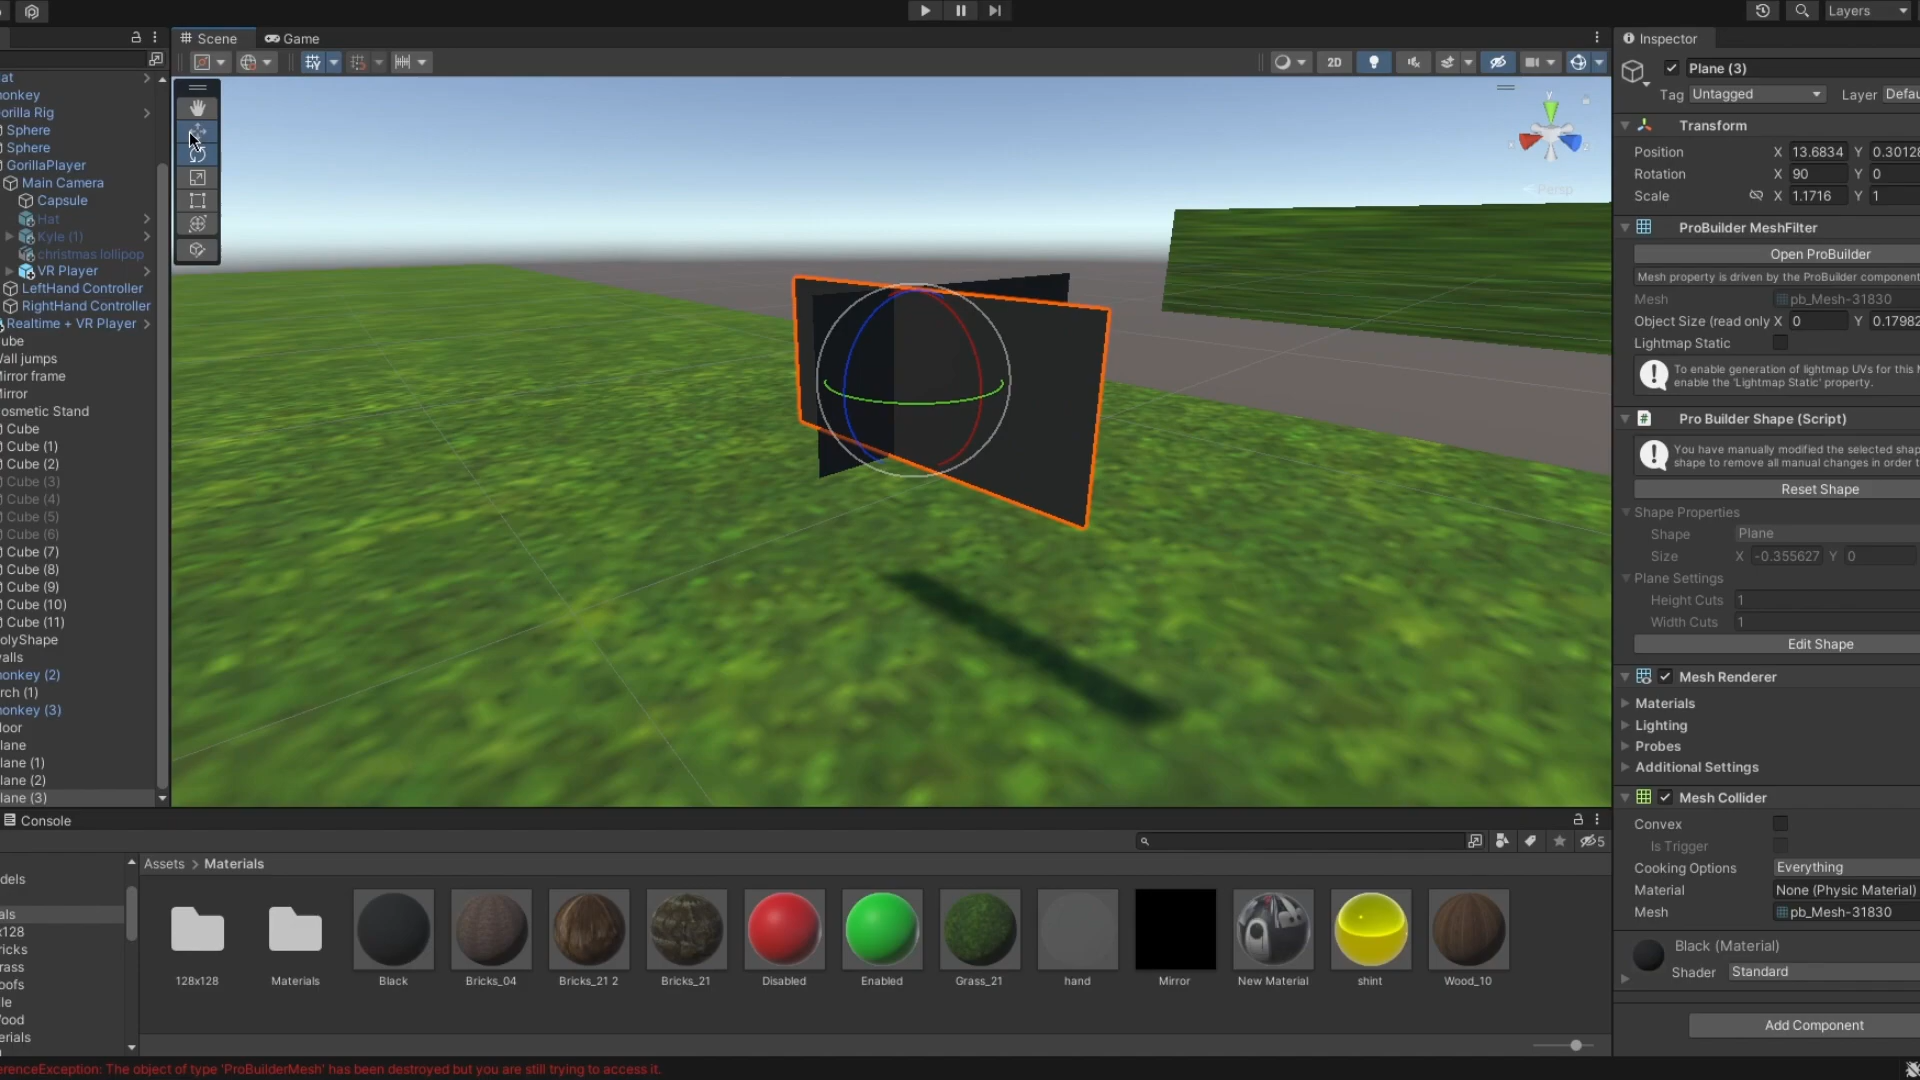 Layers
Scene
Game
Inspector
2D
at
onkey
orilla Rig
Sphere
Sphere
GorillaPlayer
Main Camera
Capsule
Hat
Kyle (1)
christmas lollipop
VR Player
LeftHand Controller
RightHand Controller
Realtime + VR Player
ube
Wall jumps
irror frame
irror
osmetic Stand
Cube
Cube (1)
Cube (2)
Cube (3)
Cube (4)
Cube (5)
Cube (6)
Cube (7)
Cube (8)
Cube (9)
Cube (10)
Cube (11)
olyShape
walls
onkey (2)
rch (1)
onkey (3)
loor
lane
lane (1)
lane (2)
lane (3)
y
x
z
Persp
Plane (3)
Tag Untagged Layer Defau
Transform
Position X 13.6834 Y 0.30128
Rotation X 90 Y 0
Scale X 1.1716 Y 1
ProBuilder MeshFilter
Open ProBuilder
Mesh property is driven by the ProBuilder component
Mesh pb_Mesh-31830
Object Size (read only X 0 Y 0.17982
Lightmap Static
To enable generation of lightmap UVs for this M
enable the 'Lightmap Static' property.
Pro Builder Shape (Script)
You have manually modified the selected shap
shape to remove all manual changes in order t
Reset Shape
Shape Properties
Shape Plane
Size X -0.355627 Y 0
Plane Settings
Height Cuts 1
Width Cuts 1
Edit Shape
Mesh Renderer
Materials
Lighting
Probes
Additional Settings
Mesh Collider
Convex
Is Trigger
Cooking Options Everything
Material None (Physic Material)
Mesh pb_Mesh-31830
Black (Material)
Shader Standard
Add Component
Console
5
Assets > Materials
dels
als
x128
ricks
rass
oofs
ile
ood
erials
128x128
Materials
Black
Bricks_04
Bricks_21 2
Bricks_21
Disabled
Enabled
Grass_21
hand
Mirror
New Material
shint
Wood_10
erenceException: The object of type 'ProBuilderMesh' has been destroyed but you are still trying to access it.